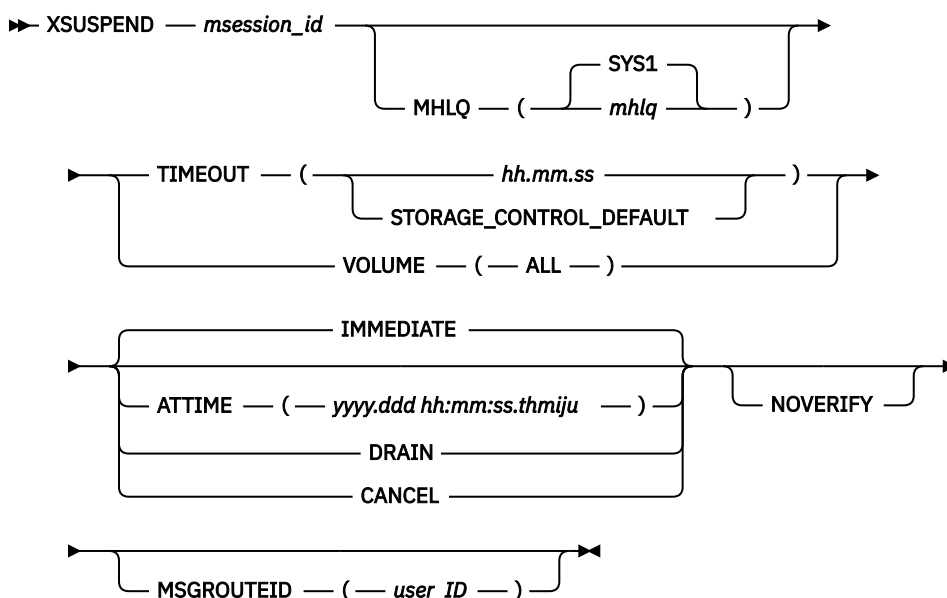 XSUSPEND msession_id
SYS1
MHLQ ( mhlq )
TIMEOUT ( hh.mm.ss )
STORAGE_CONTROL_DEFAULT
VOLUME ( ALL )
IMMEDIATE
ATTIME ( yyyy.ddd hh:mm:ss.thmiju )
NOVERIFY
DRAIN
CANCEL
MSGROUTEID ( user ID )